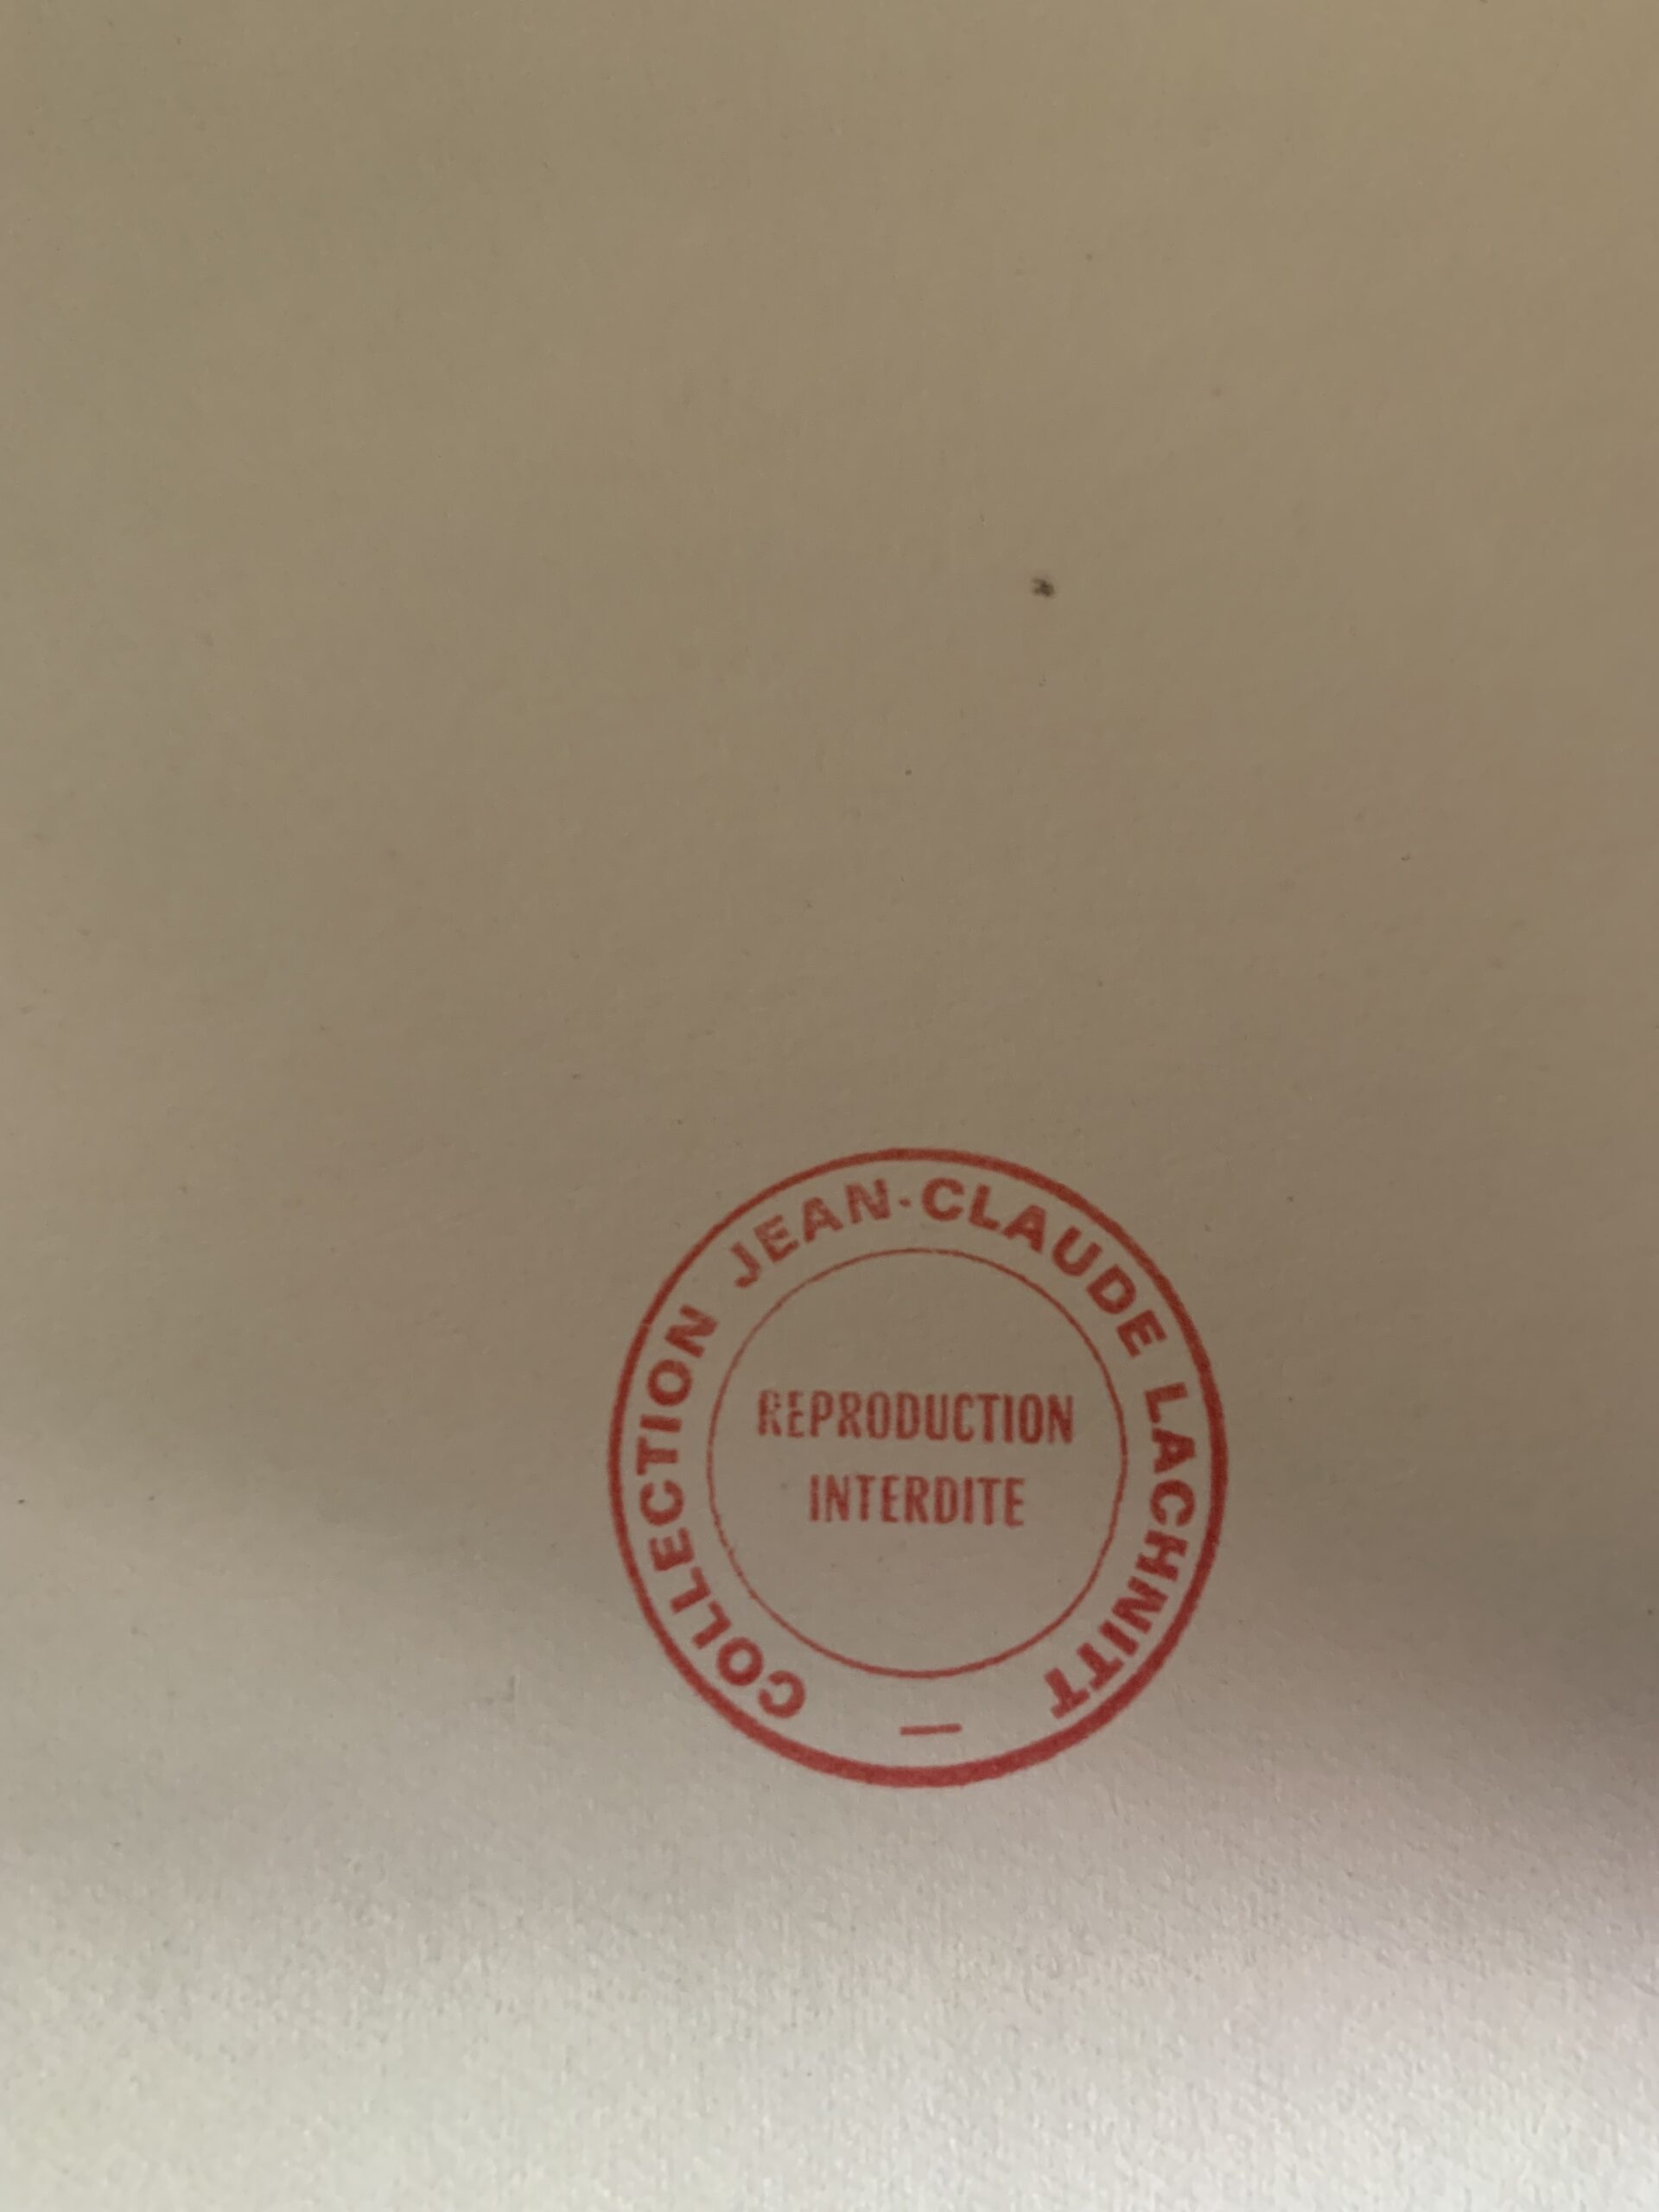 COLLECTION JEAN-CLAUDE LACHNITT —
REPRODUCTION
INTERDITE